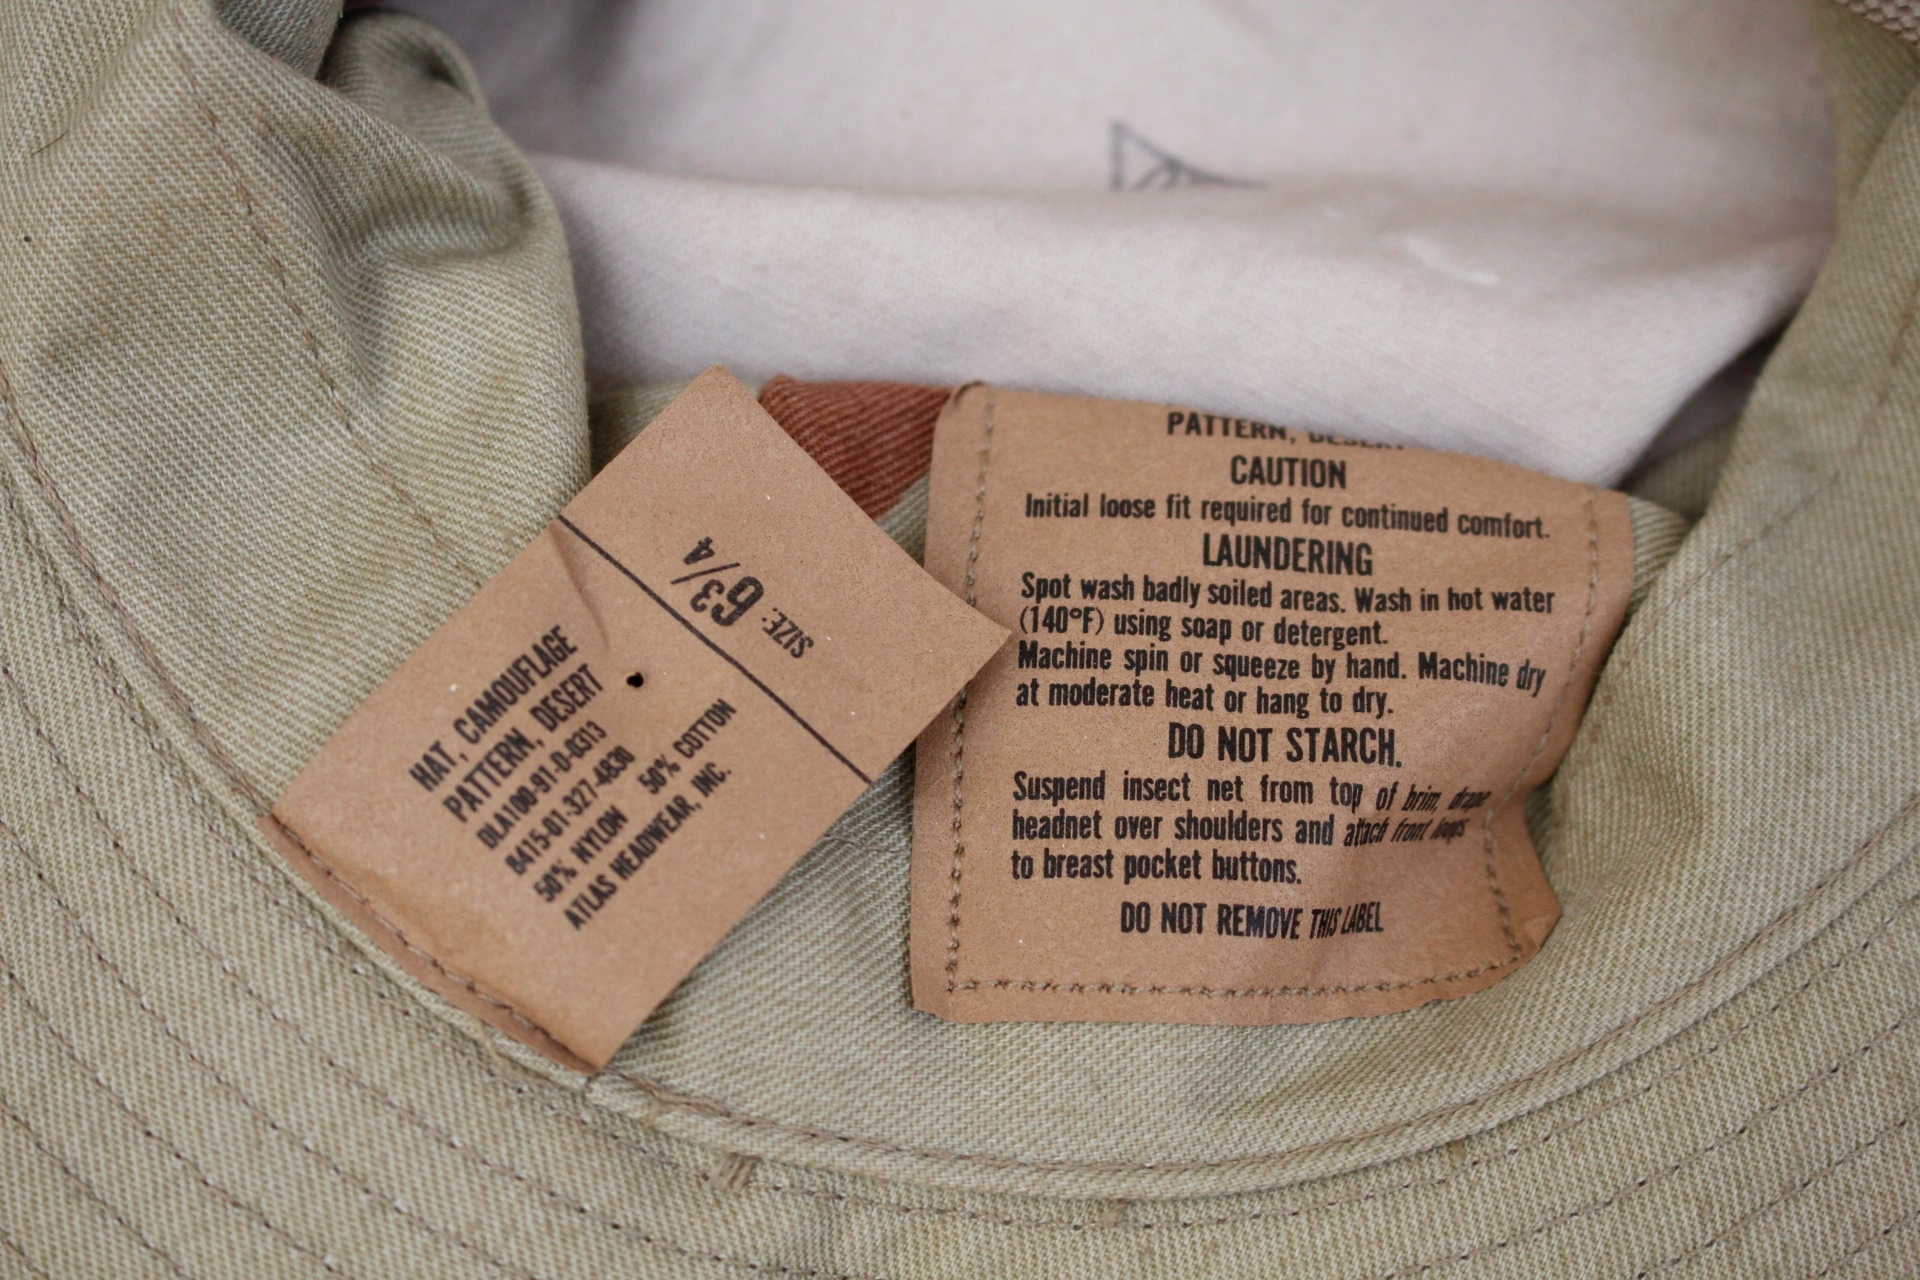 SIZE: 6 3/4
HAT, CAMOUFLAGE
PATTERN, DESERT
DLA100-91-D-0313
8415-01-327-4830
50% NYLON 50% COTTON
ATLAS HEADWEAR, INC.
PATTERN, DESERT
CAUTION
Initial loose fit required for continued comfort.
LAUNDERING
Spot wash badly soiled areas. Wash in hot water
(140°F) using soap or detergent.
Machine spin or squeeze by hand. Machine dry
at moderate heat or hang to dry.
DO NOT STARCH.
Suspend insect net from top of brim, drape
headnet over shoulders and attach front loops
to breast pocket buttons.
DO NOT REMOVE THIS LABEL